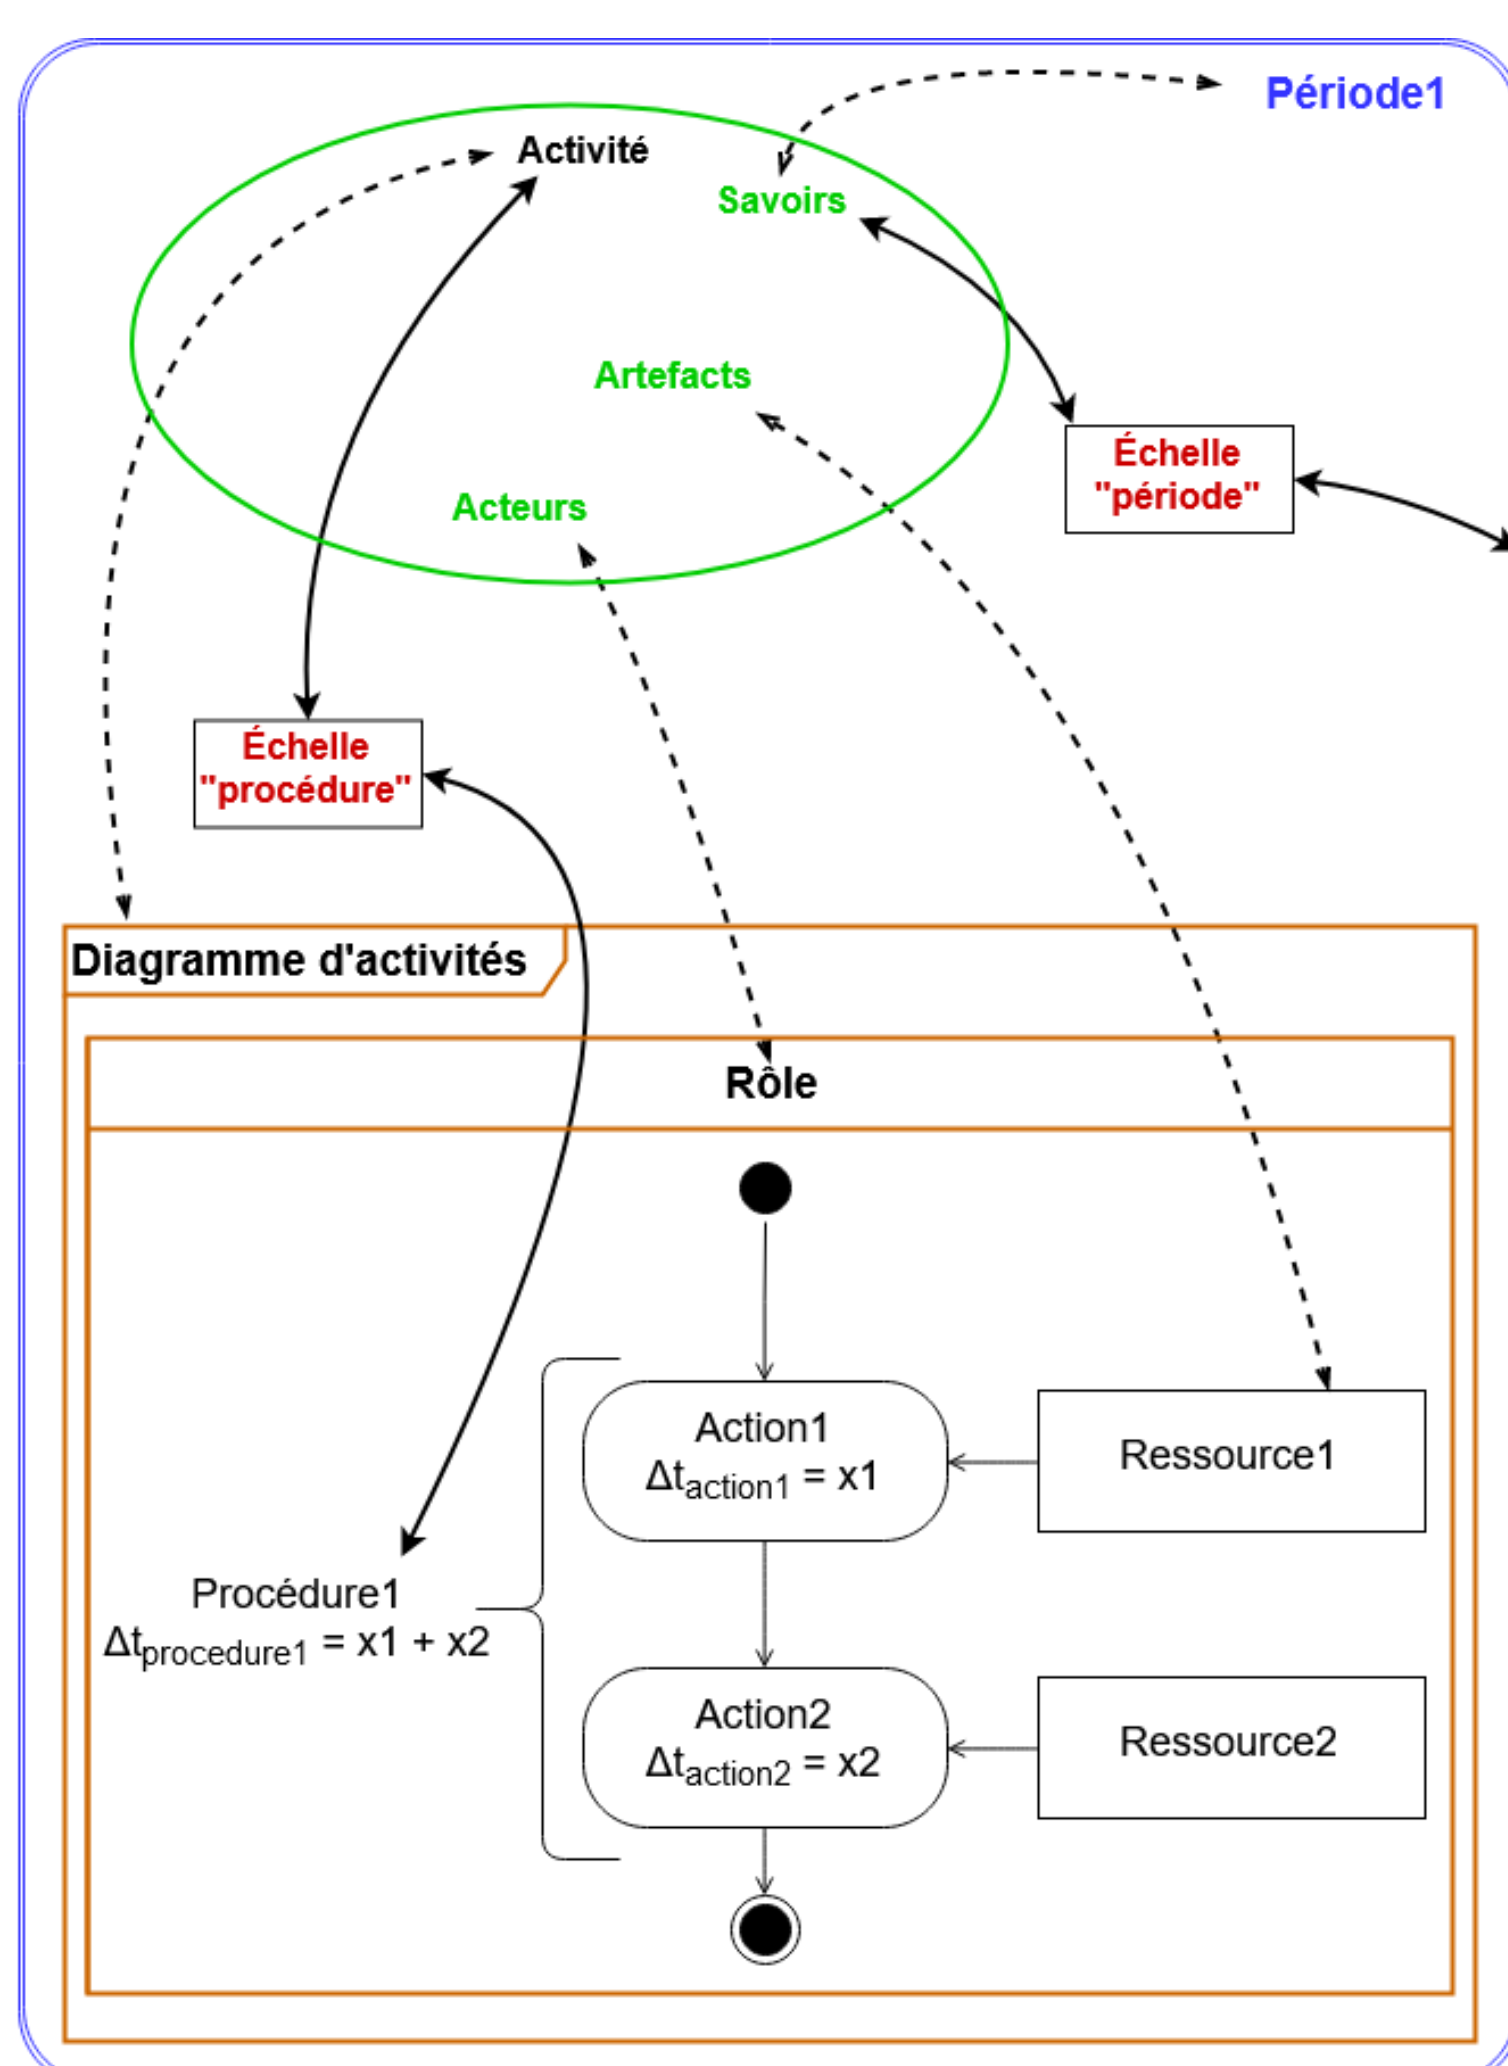 Période1
Activité
Savoirs
Artefacts
Échelle
"période"
Acteurs
Échelle
"procédure"
Diagramme d'activités
Rôle
Action1
Δtaction1 = x1
Ressource1
Procédure1
Δtprocedure1 = x1 + x2
Action2
Δtaction2 = x2
Ressource2